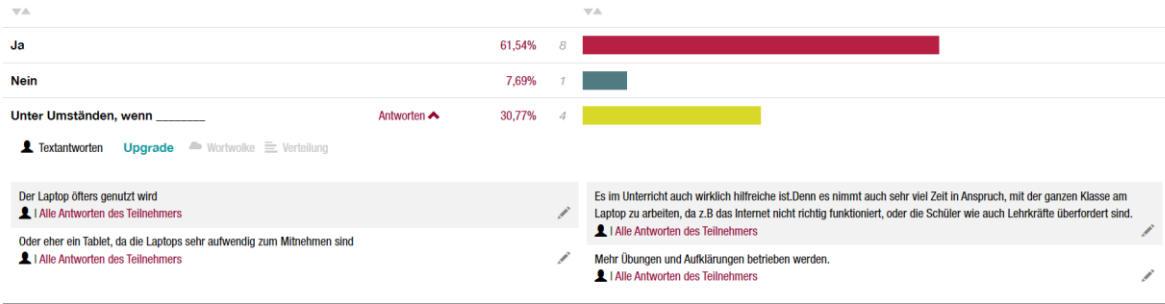 Ja 61,54% 8
Nein 7,69% 1
Unter Umständen, wenn ________ Antworten 30,77% 4
Textantworten Upgrade Wortwolke Verteilung
Der Laptop öfters genutzt wird
| Alle Antworten des Teilnehmers
Oder eher ein Tablet, da die Laptops sehr aufwendig zum Mitnehmen sind
| Alle Antworten des Teilnehmers
Es im Unterricht auch wirklich hilfreiche ist.Denn es nimmt auch sehr viel Zeit in Anspruch, mit der ganzen Klasse am
Laptop zu arbeiten, da z.B das Internet nicht richtig funktioniert, oder die Schüler wie auch Lehrkräfte überfordert sind.
| Alle Antworten des Teilnehmers
Mehr Übungen und Aufklärungen betrieben werden.
| Alle Antworten des Teilnehmers